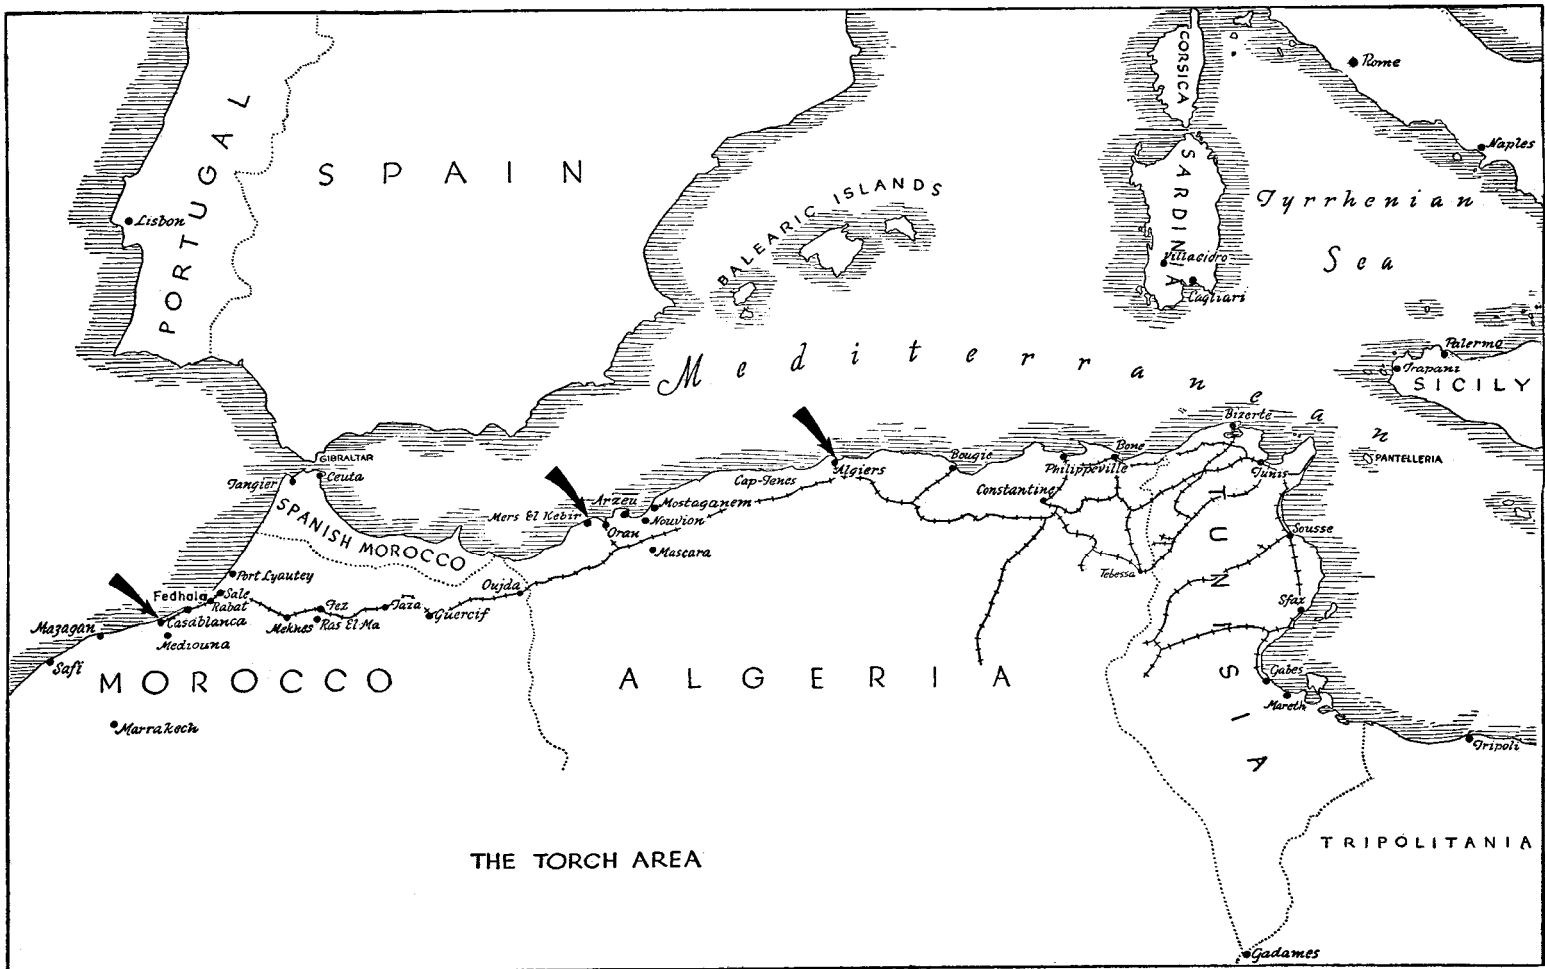 CORSICA
Rome
Naples
PORTUGAL
SPAIN
SARDINIA
BALEARIC ISLANDS
Tyrrhenian
Sea
Lisbon
Villacidro
Cagliari
Mediterranean
Palermo
Trapani
SICILY
Bizerte
GIBRALTAR
Ceuta
Tangier
Algiers
Bougie
Bone
Philippeville
Tunis
PANTELLERIA
Cap-Tenes
Constantine
Arzeu
Mostaganem
Mers El Kebir
Nouvion
Oran
Mascara
SPANISH MOROCCO
Sousse
Port Lyautey
Oujda
Tebessa
Fedhala
Sale
Rabat
Fez
Taza
Guercif
Casablanca
Meknes
Ras El Ma
Mazagan
Mediouna
Sfax
Safi
MOROCCO
ALGERIA
TUNISIA
Gabes
Mareth
Marrakech
Tripoli
THE TORCH AREA
TRIPOLITANIA
Gadames